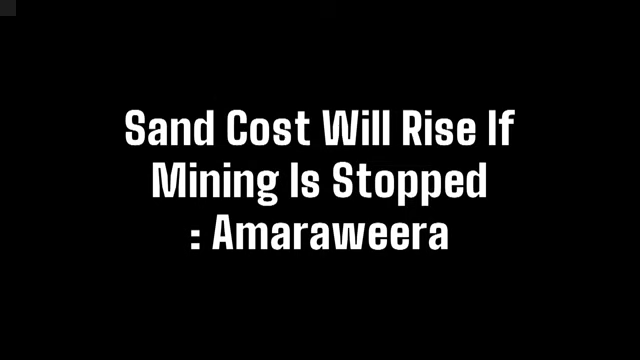 Sand Cost Will Rise If
Mining Is Stopped
: Amaraweera